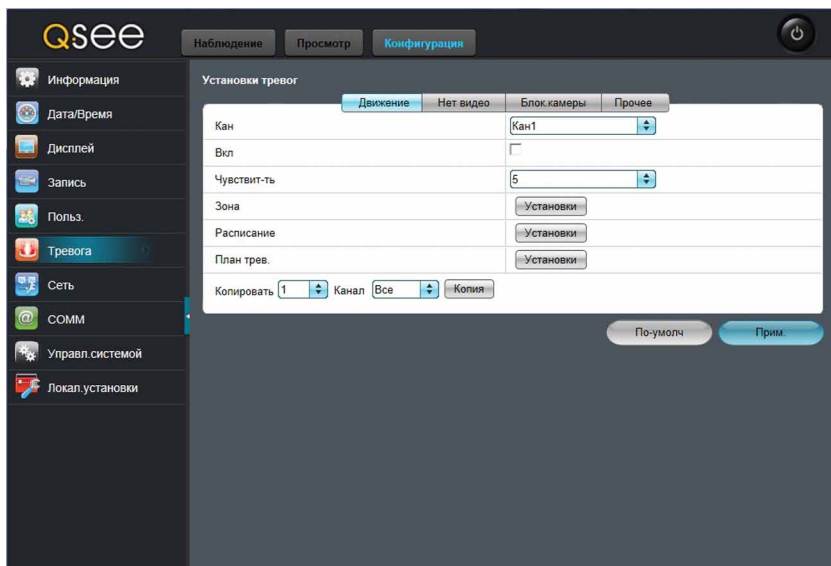 Qsee
Наблюдение Просмотр Конфигурация
Информация
Дата/Время
Дисплей
Запись
Польз.
Тревога
Сеть
COMM
Управл.системой
Локал.установки
Установки тревог
Движение Нет видео Блок.камеры Прочее
Кан Кан1
Вкл
Чувствит-ть 5
Зона Установки
Расписание Установки
План трев. Установки
Копировать 1 Канал Все Копия
По-умолч Прим.